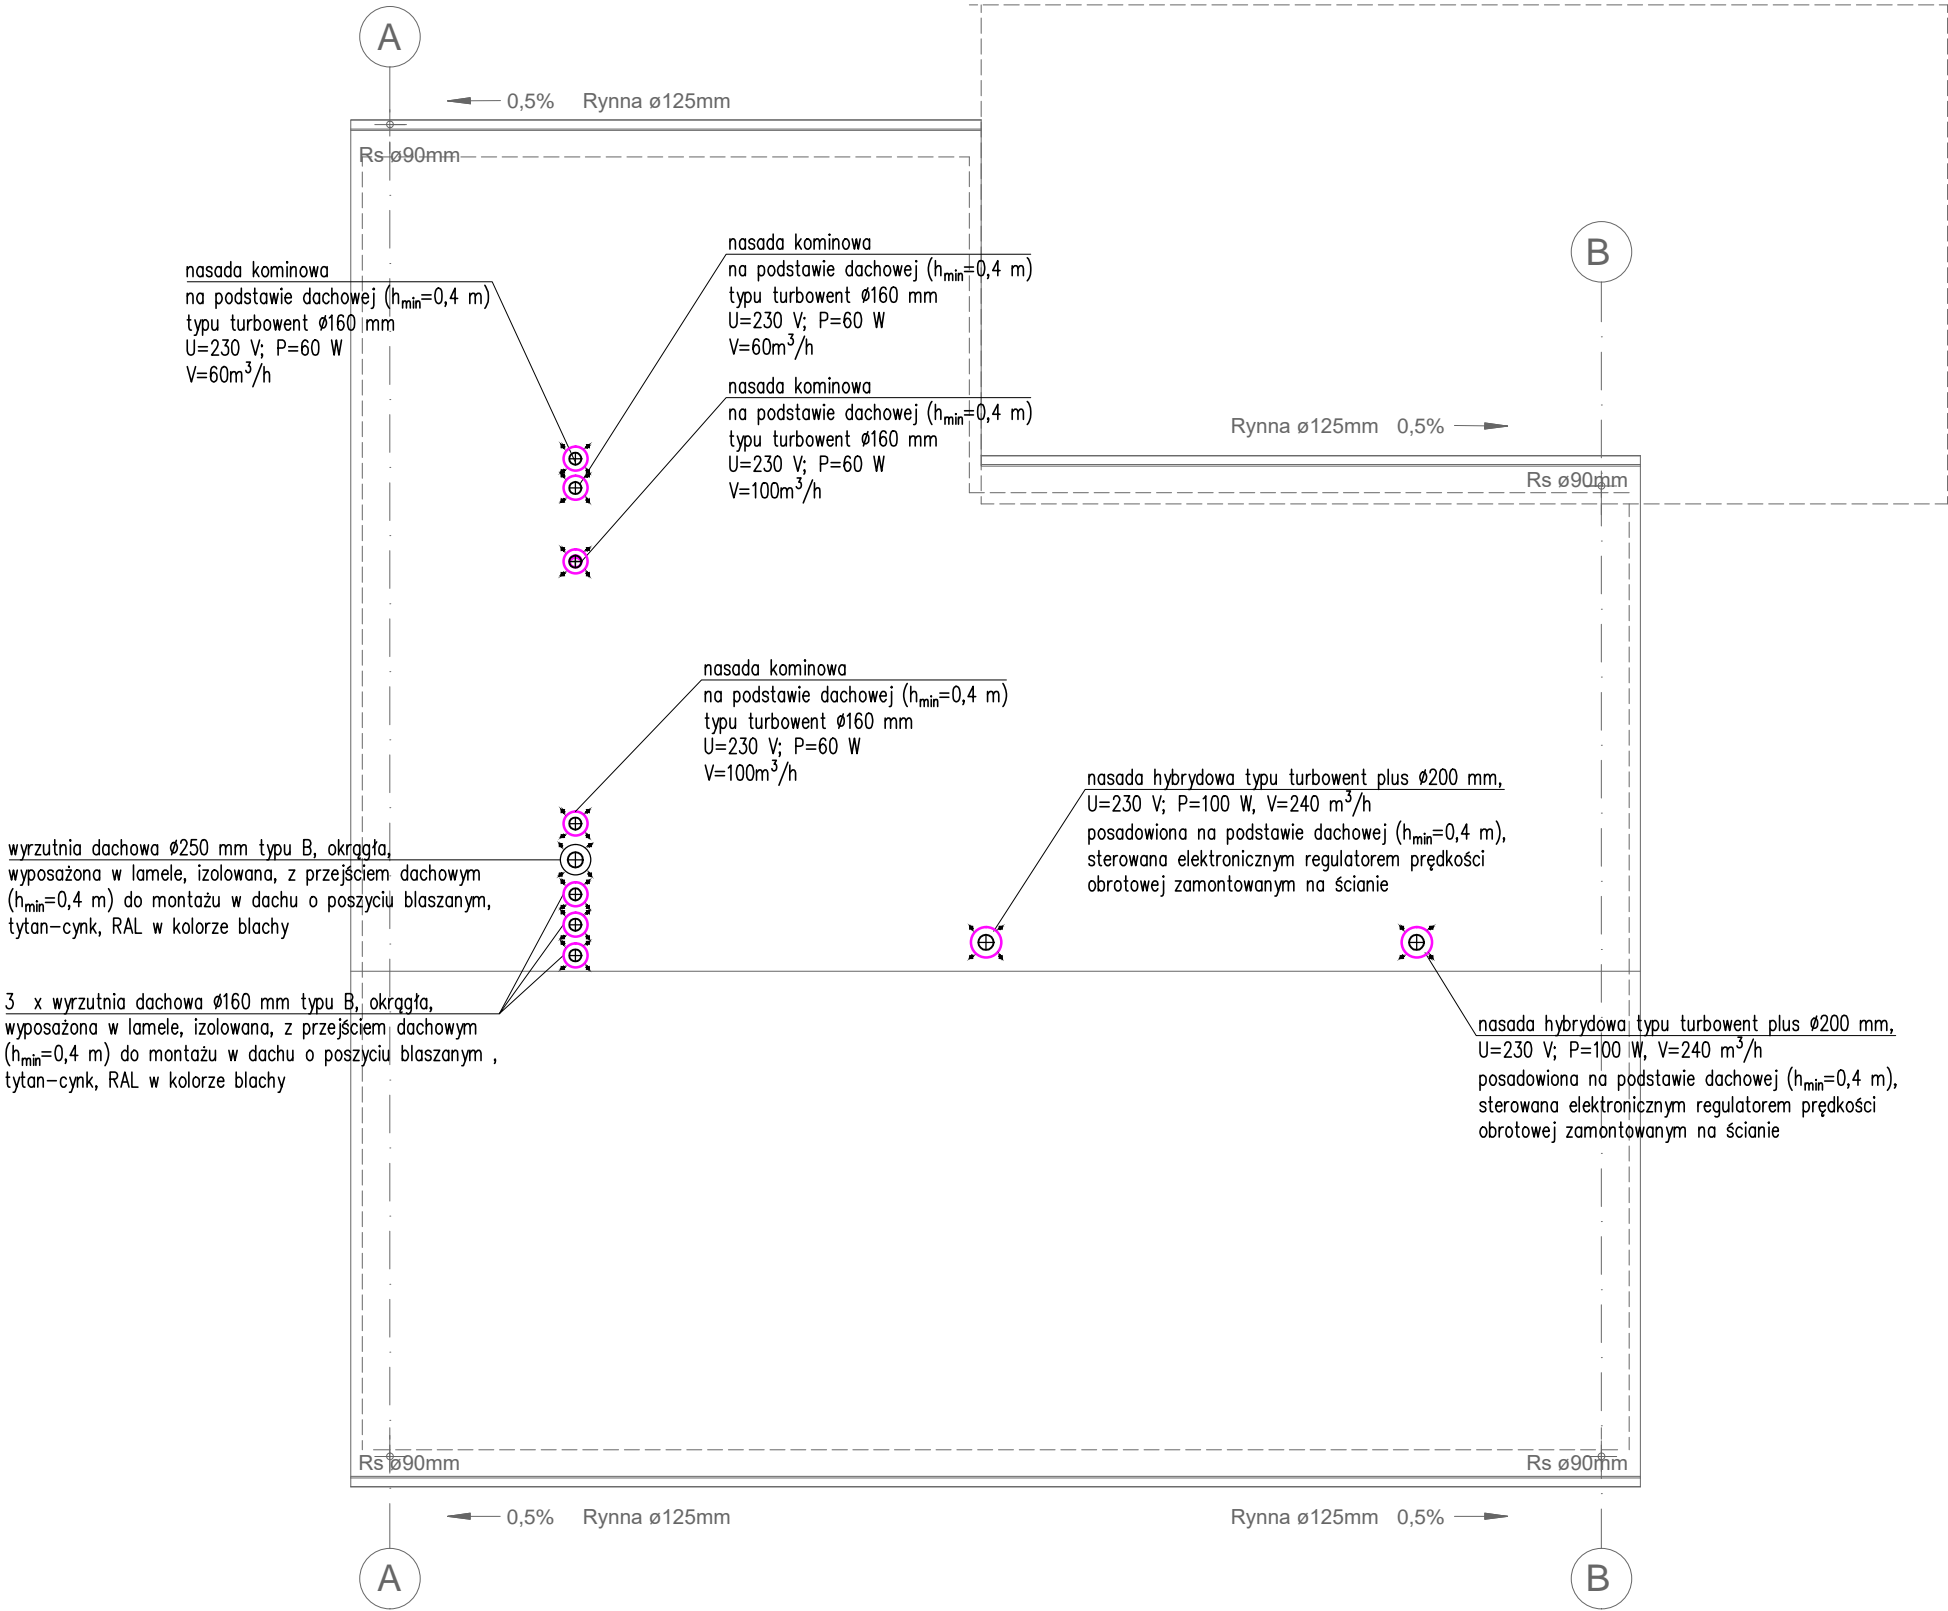 A
0,5% Rynna ø125mm
Rs ø90mm
nasada kominowa
na podstawie dachowej (hmin=0,4 m)
typu turbowent Ø160 mm
U=230 V; P=60 W
V=60m³/h
nasada kominowa
na podstawie dachowej (hmin=0,4 m)
typu turbowent Ø160 mm
U=230 V; P=60 W
V=60m³/h
B
nasada kominowa
na podstawie dachowej (hmin=0,4 m)
typu turbowent Ø160 mm
U=230 V; P=60 W
V=100m³/h
Rynna ø125mm 0,5%
Rs ø90mm
nasada kominowa
na podstawie dachowej (hmin=0,4 m)
typu turbowent Ø160 mm
U=230 V; P=60 W
V=100m³/h
nasada hybrydowa typu turbowent plus Ø200 mm,
U=230 V; P=100 W, V=240 m³/h
posadowiona na podstawie dachowej (hmin=0,4 m),
sterowana elektronicznym regulatorem prędkości
obrotowej zamontowanym na ścianie
wyrzutnia dachowa Ø250 mm typu B, okrągła,
wyposażona w lamele, izolowana, z przejściem dachowym
(hmin=0,4 m) do montażu w dachu o poszyciu blaszanym,
tytan-cynk, RAL w kolorze blachy
3 x wyrzutnia dachowa Ø160 mm typu B, okrągła,
wyposażona w lamele, izolowana, z przejściem dachowym
(hmin=0,4 m) do montażu w dachu o poszyciu blaszanym ,
tytan-cynk, RAL w kolorze blachy
nasada hybrydowa typu turbowent plus Ø200 mm,
U=230 V; P=100 W, V=240 m³/h
posadowiona na podstawie dachowej (hmin=0,4 m),
sterowana elektronicznym regulatorem prędkości
obrotowej zamontowanym na ścianie
Rs ø90mm
Rs ø90mm
0,5% Rynna ø125mm
Rynna ø125mm 0,5%
A
B